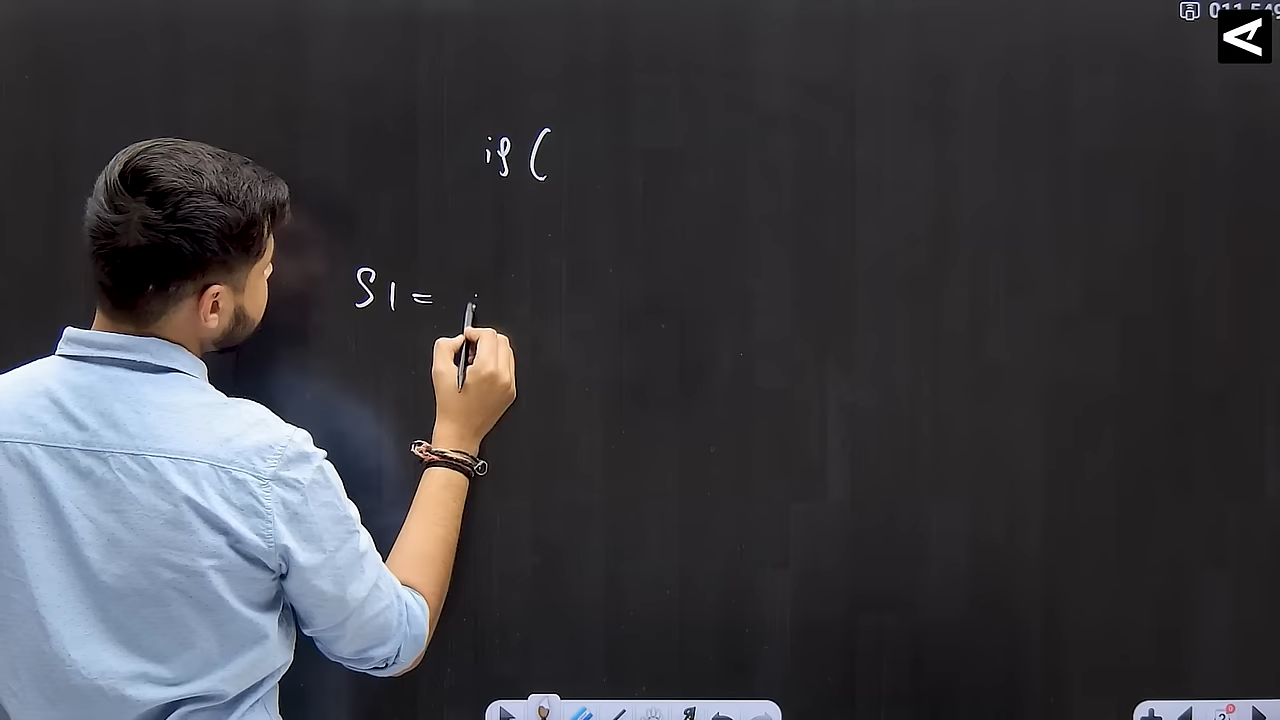 if (
S1 =